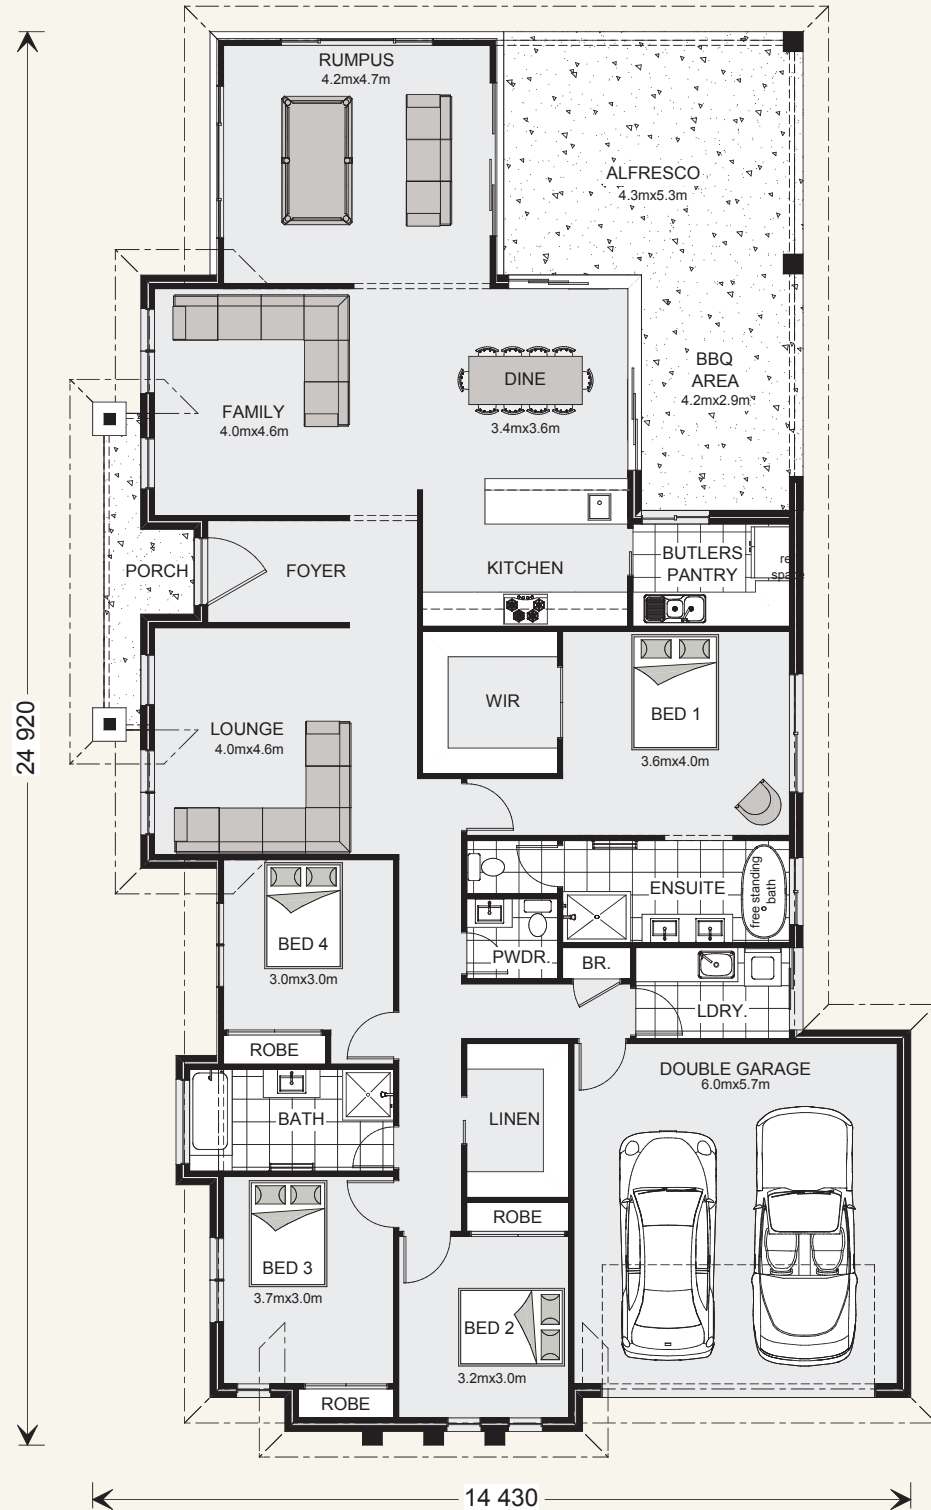 RUMPUS
4.2mx4.7m
ALFRESCO
4.3mx5.3m
BBQ
AREA
4.2mx2.9m
DINE
3.4mx3.6m
FAMILY
4.0mx4.6m
PORCH
FOYER
KITCHEN
BUTLERS
PANTRY
re
space
WIR
BED 1
3.6mx4.0m
LOUNGE
4.0mx4.6m
24 920
ENSUITE
free standing
bath
BED 4
3.0mx3.0m
PWDR.
BR.
LDRY.
ROBE
DOUBLE GARAGE
6.0mx5.7m
BATH
LINEN
ROBE
BED 3
3.7mx3.0m
BED 2
3.2mx3.0m
ROBE
14 430